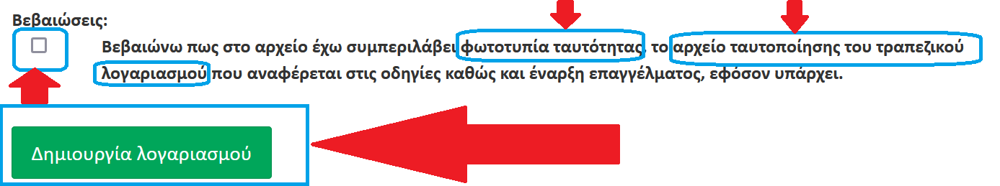 Βεβαιώσεις:
Βεβαιώνω πως στο αρχείο έχω συμπεριλάβει φωτοτυπία ταυτότητας, το αρχείο ταυτοποίησης του τραπεζικού
λογαριασμού που αναφέρεται στις οδηγίες καθώς και έναρξη επαγγέλματος, εφόσον υπάρχει.
Δημιουργία λογαριασμού